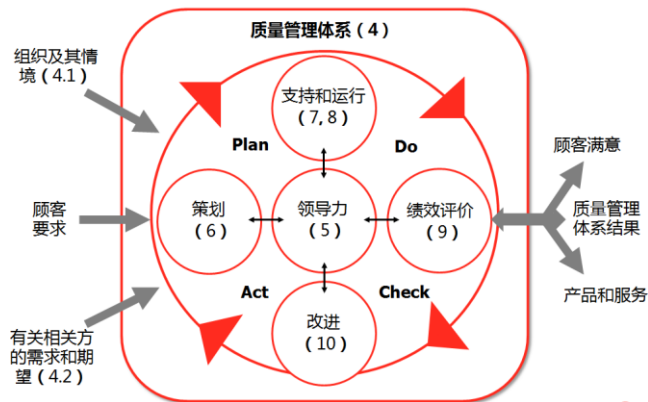 质量管理体系（4）
组织及其情
境（4.1）
支持和运行
（7, 8）
Plan
Do
顾客满意
顾客
要求
策划
（6）
领导力
（5）
绩效评价
（9）
质量管理
体系结果
Act
Check
产品和服务
有关相关方
的需求和期
望（4.2）
改进
（10）